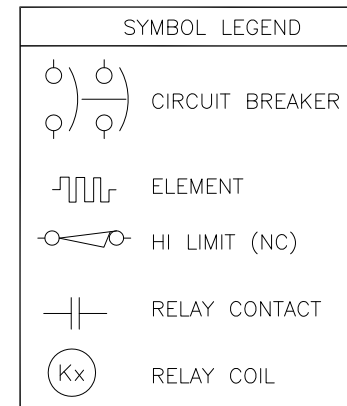 SYMBOL LEGEND
CIRCUIT BREAKER
ELEMENT
HI LIMIT (NC)
RELAY CONTACT
Kx RELAY COIL